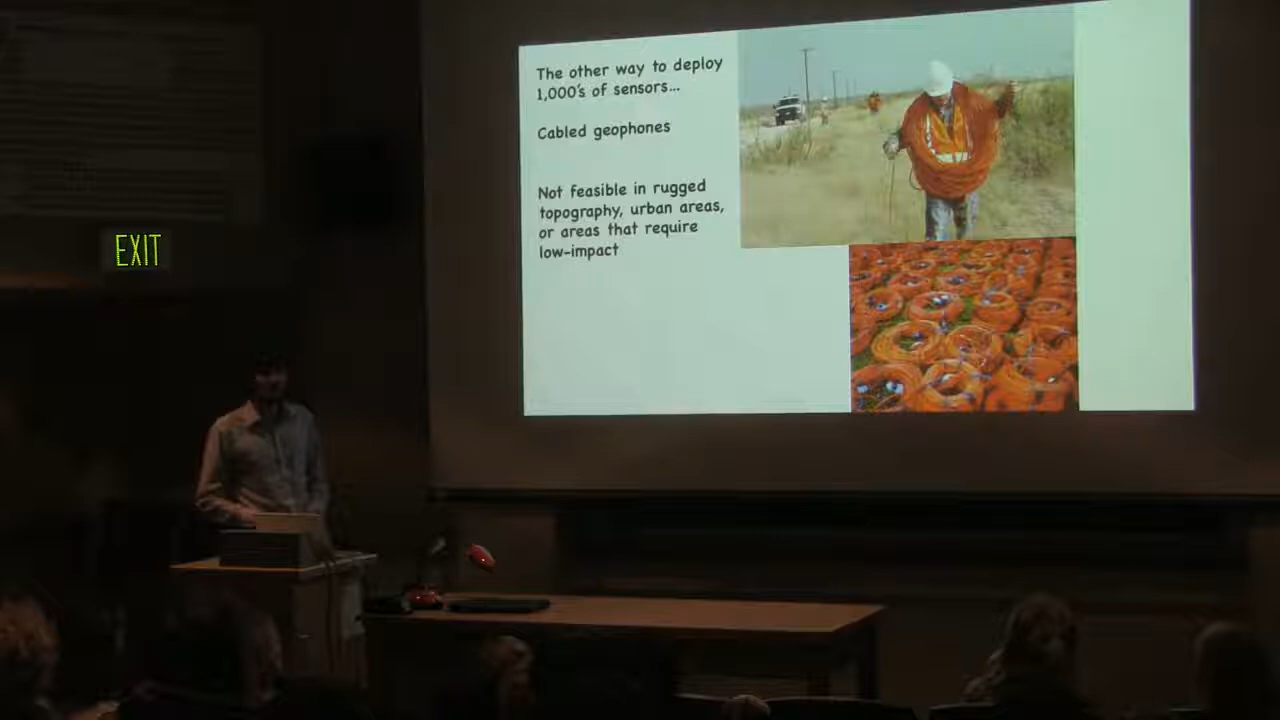 The other way to deploy
1,000's of sensors...
Cabled geophones
Not feasible in rugged
topography, urban areas,
or areas that require
low-impact
EXIT